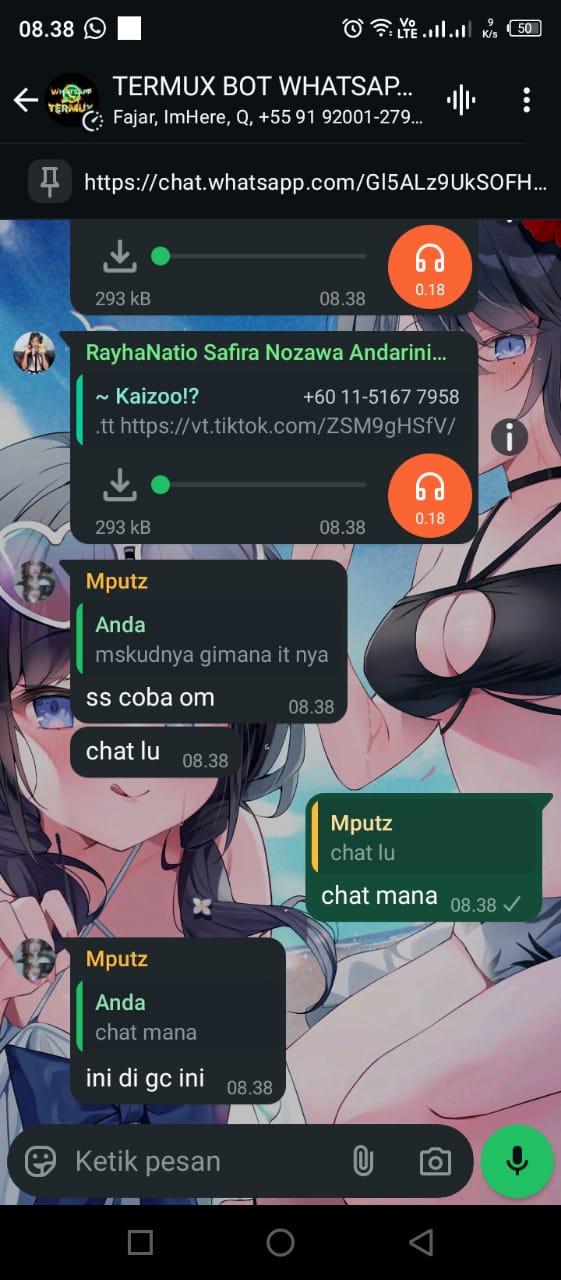 08.38
Vo
LTE
9
K/s
50
TERMUX BOT WHATSAP...
Fajar, ImHere, Q, +55 91 92001-279...
https://chat.whatsapp.com/Gl5ALz9UkSOFH...
293 kB
08.38
0.18
RayhaNatio Safira Nozawa Andarini...
~ Kaizoo!?
+60 11-5167 7958
.tt https://vt.tiktok.com/ZSM9gHSfV/
293 kB
08.38
0.18
Mputz
Anda
mskudnya gimana it nya
ss coba om
08.38
chat lu
08.38
Mputz
chat lu
chat mana
08.38
Mputz
Anda
chat mana
ini di gc ini
08.38
Ketik pesan